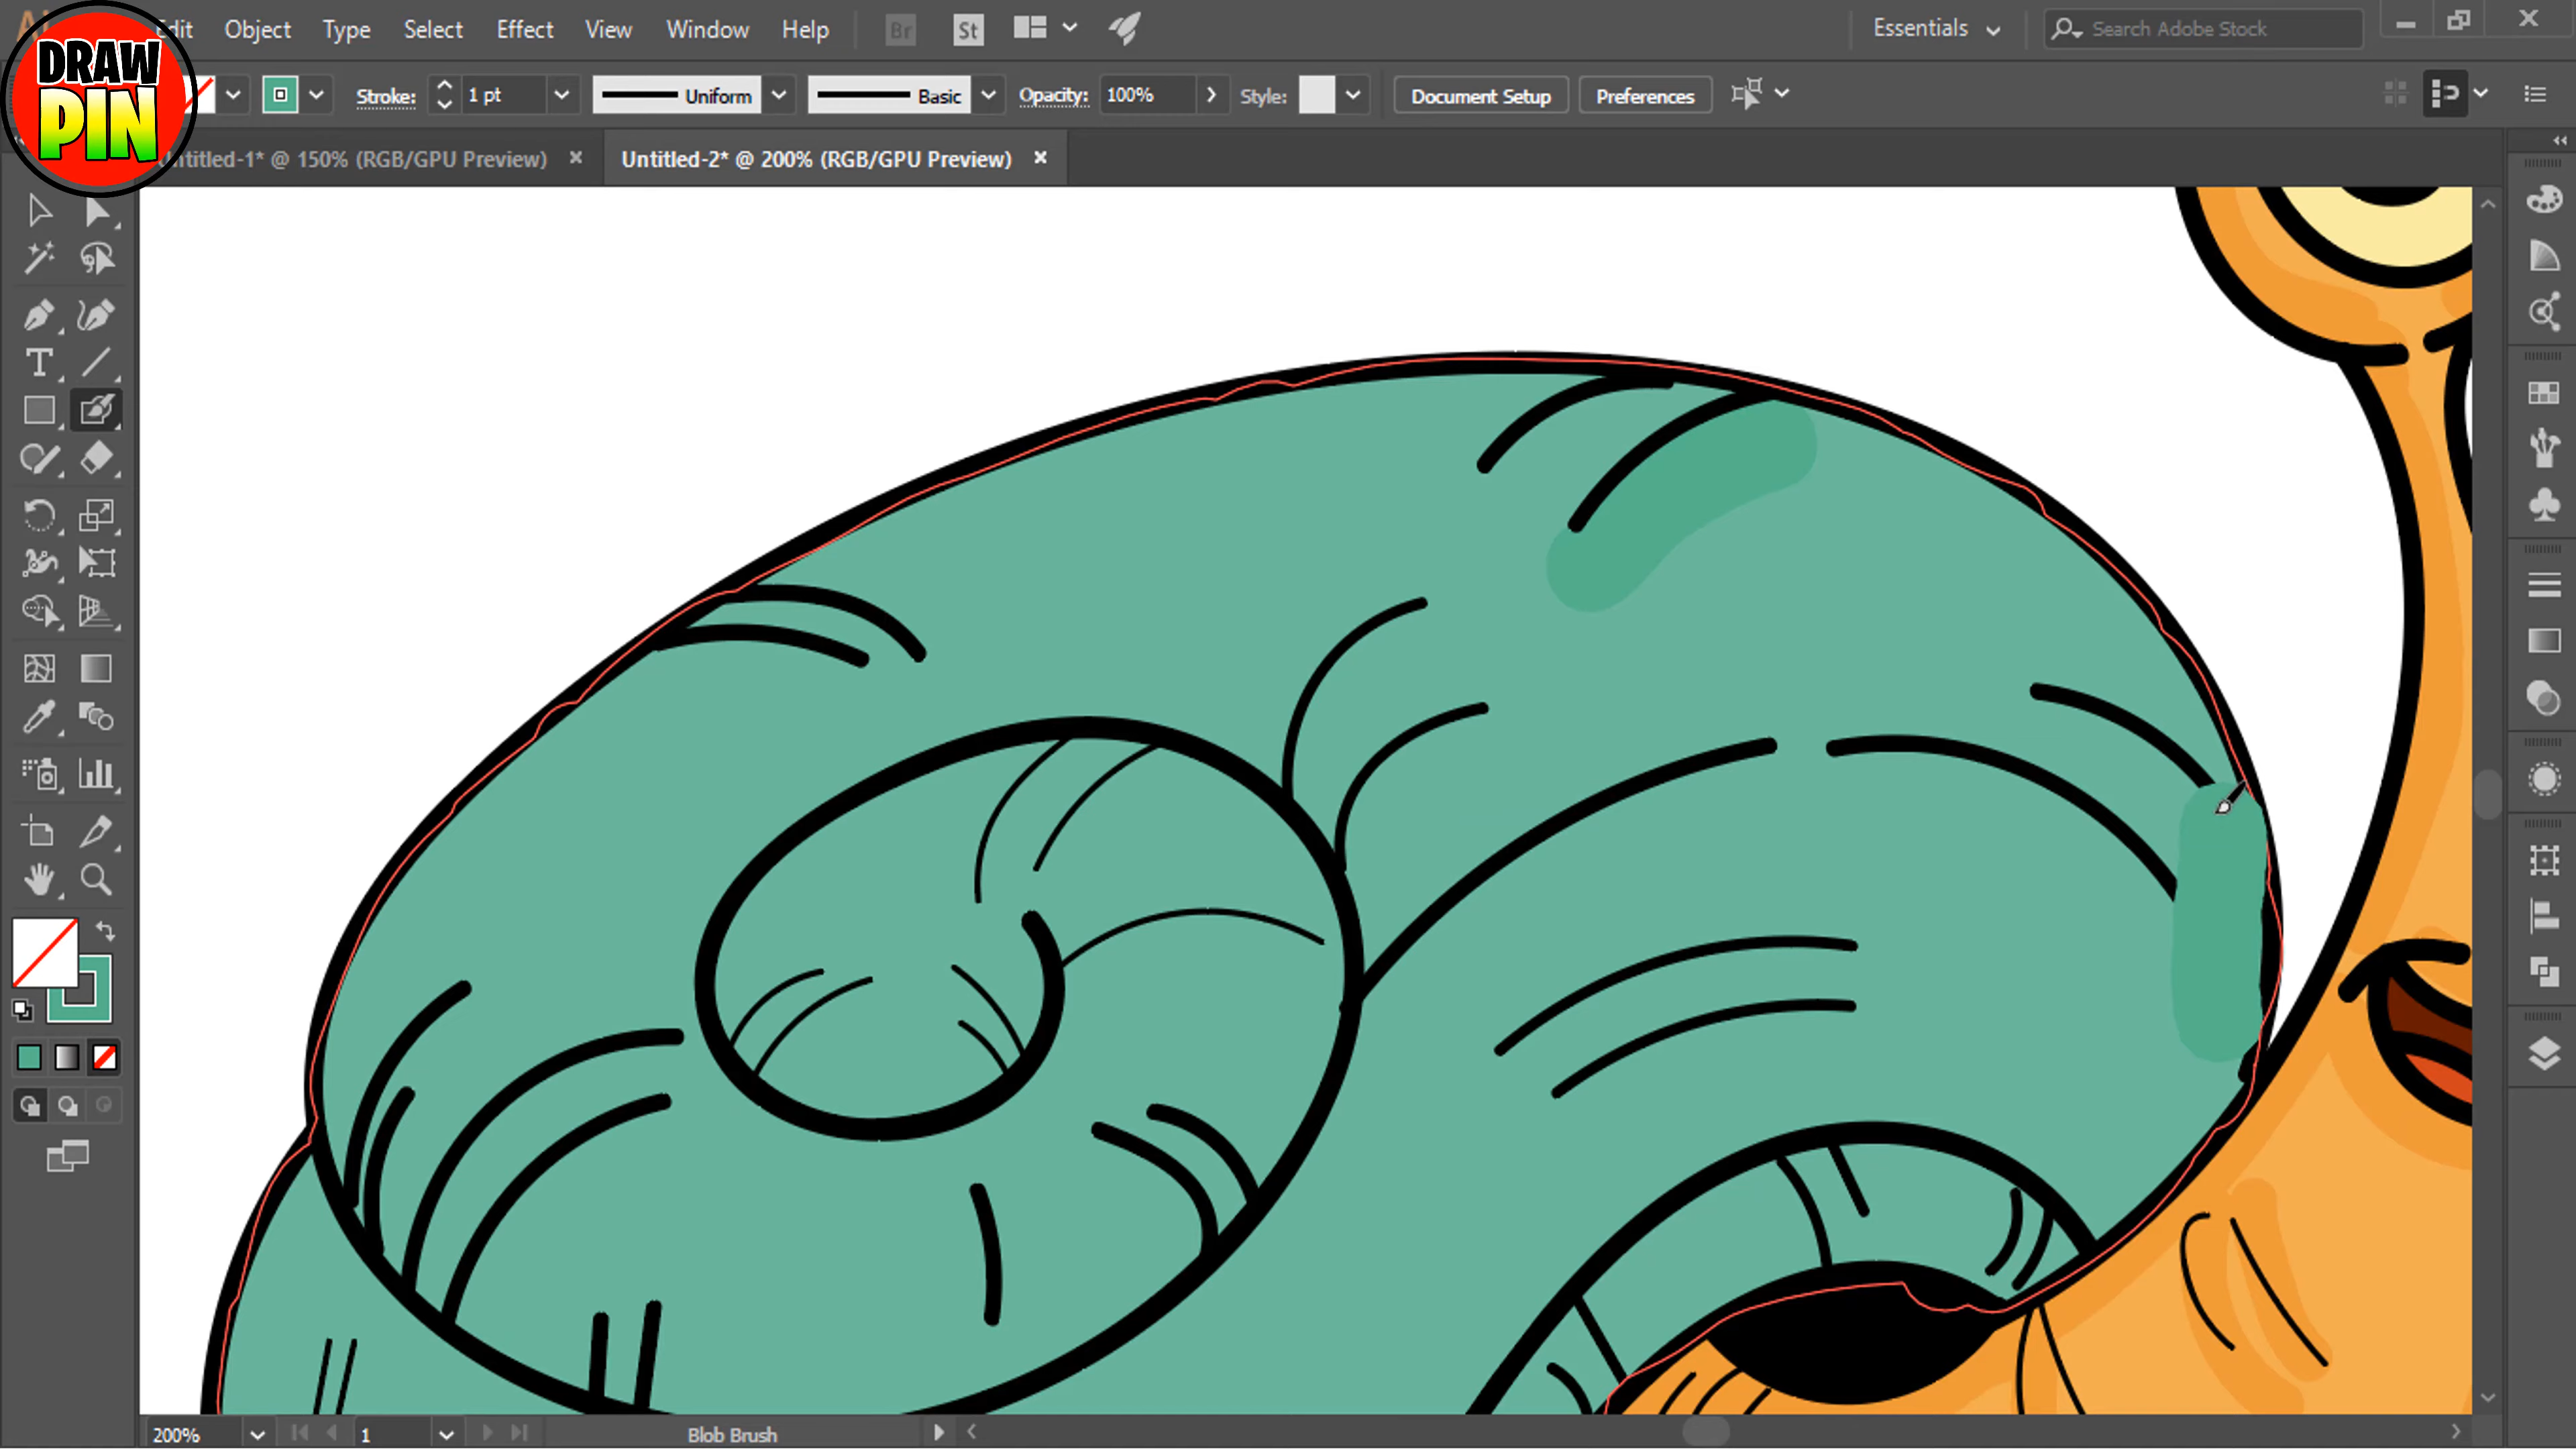 DRAW
PIN
Edit Object Type Select Effect View Window Help Br St Essentials Search Adobe Stock
Stroke: 1 pt Uniform Basic Opacity: 100% Style: Document Setup Preferences
ntitled-1* @ 150% (RGB/GPU Preview) × Untitled-2* @ 200% (RGB/GPU Preview) ×
T
200% 1 Blob Brush